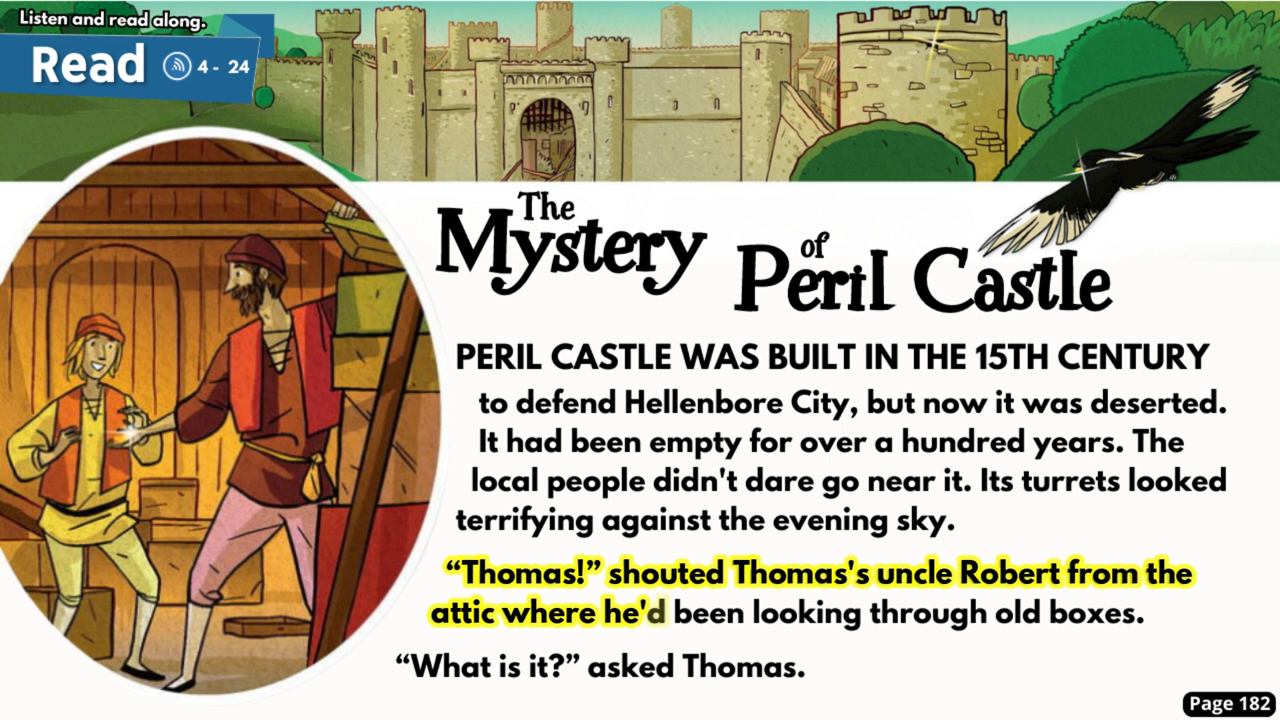 Listen and read along.
Read 4 - 24
The
Mystery
of
Peril Castle
PERIL CASTLE WAS BUILT IN THE 15TH CENTURY
to defend Hellenbore City, but now it was deserted.
It had been empty for over a hundred years. The
local people didn't dare go near it. Its turrets looked
terrifying against the evening sky.
“Thomas!” shouted Thomas's uncle Robert from the
attic where he'd been looking through old boxes.
“What is it?” asked Thomas.
Page 182